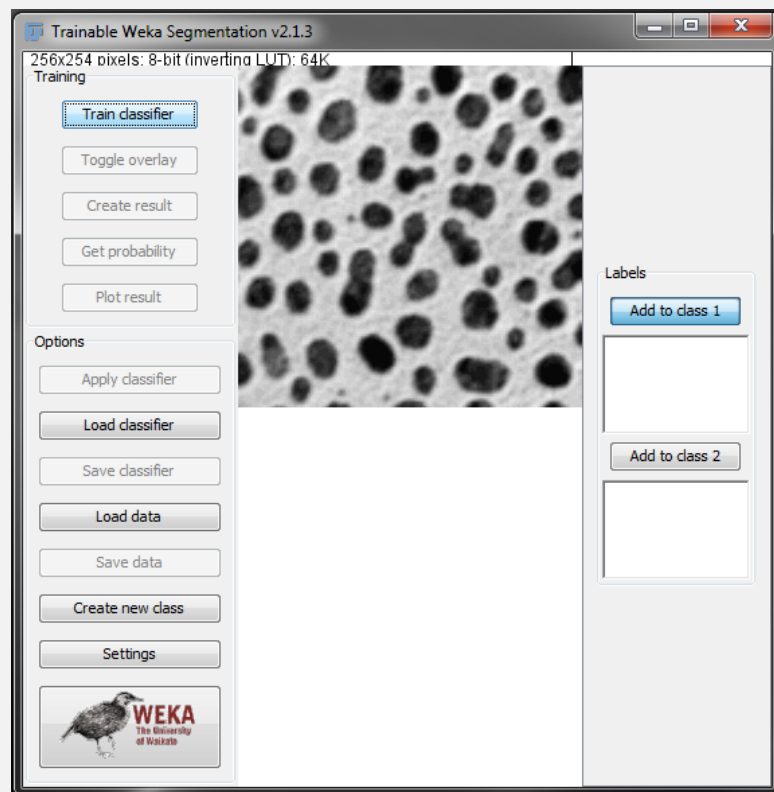 Trainable Weka Segmentation v2.1.3
256x254 pixels; 8-bit (inverting LUT); 64K
Training
Train classifier
Toggle overlay
Create result
Get probability
Plot result
Options
Apply classifier
Load classifier
Save classifier
Load data
Save data
Create new class
Settings
WEKA
The University
of Waikato
Labels
Add to class 1
Add to class 2